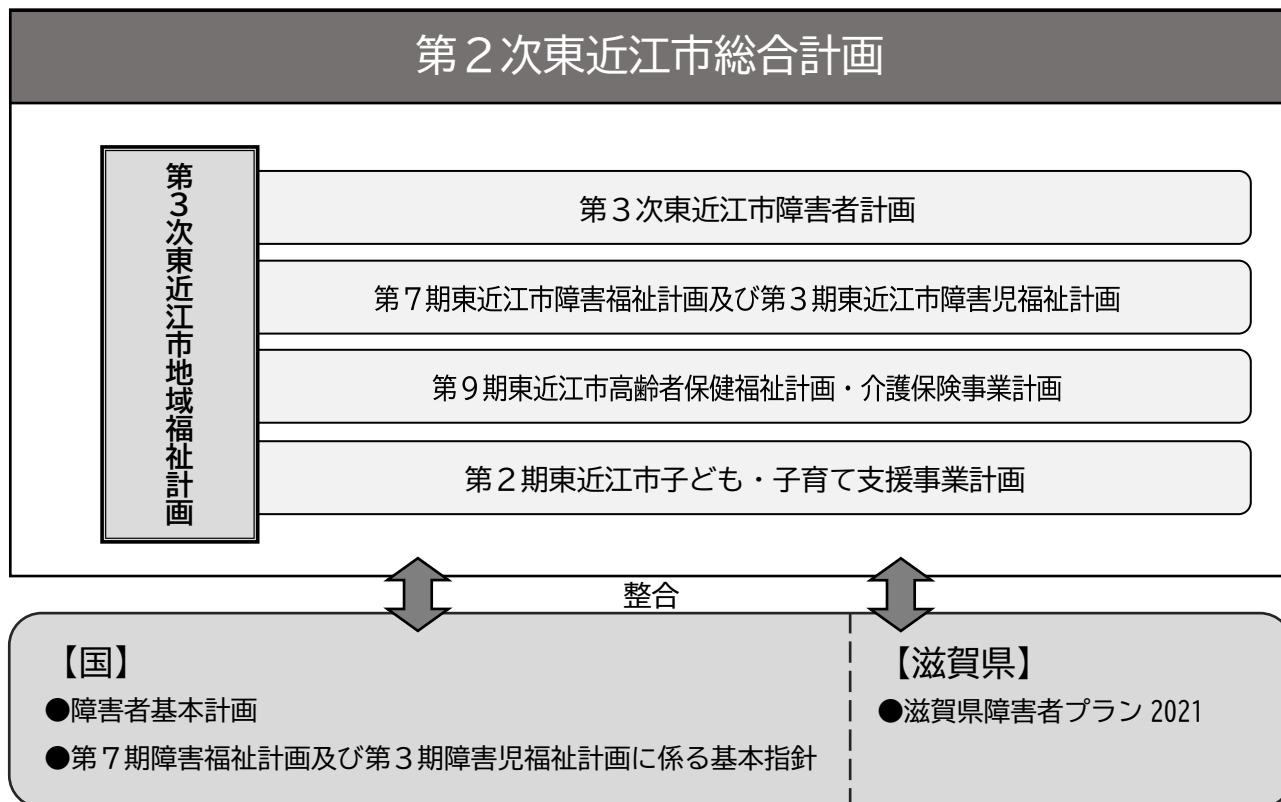 第２次東近江市総合計画
第３次東近江市地域福祉計画
第３次東近江市障害者計画
第７期東近江市障害福祉計画及び第３期東近江市障害児福祉計画
第９期東近江市高齢者保健福祉計画・介護保険事業計画
第２期東近江市子ども・子育て支援事業計画
整合
【国】
●障害者基本計画
●第７期障害福祉計画及び第３期障害児福祉計画に係る基本指針
【滋賀県】
●滋賀県障害者プラン 2021